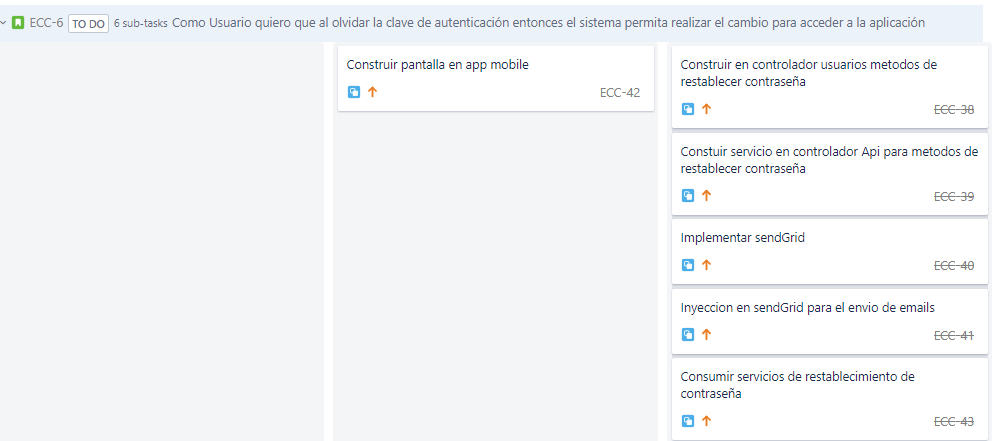 ECC-6 TO DO 6 sub-tasks Como Usuario quiero que al olvidar la clave de autenticación entonces el sistema permita realizar el cambio para acceder a la aplicación
Construir pantalla en app mobile
ECC-42
Construir en controlador usuarios metodos de
restablecer contraseña
ECC-38
Constuir servicio en controlador Api para metodos de
restablecer contraseña
ECC-39
Implementar sendGrid
ECC-40
Inyeccion en sendGrid para el envio de emails
ECC-41
Consumir servicios de restablecimiento de
contraseña
ECC-43